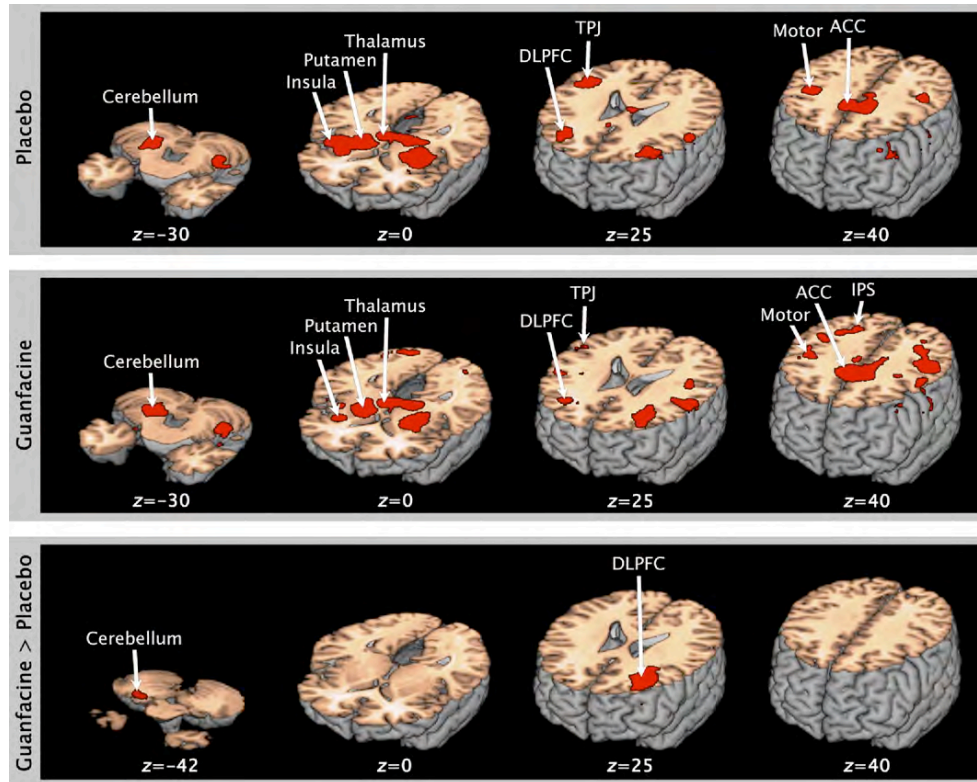 Placebo
Cerebellum
Insula
Putamen
Thalamus
DLPFC
TPJ
Motor
ACC
z=−30
z=0
z=25
z=40
Guanfacine
Cerebellum
Insula
Putamen
Thalamus
DLPFC
TPJ
Motor
ACC
IPS
z=−30
z=0
z=25
z=40
Guanfacine > Placebo
Cerebellum
DLPFC
z=−42
z=0
z=25
z=40